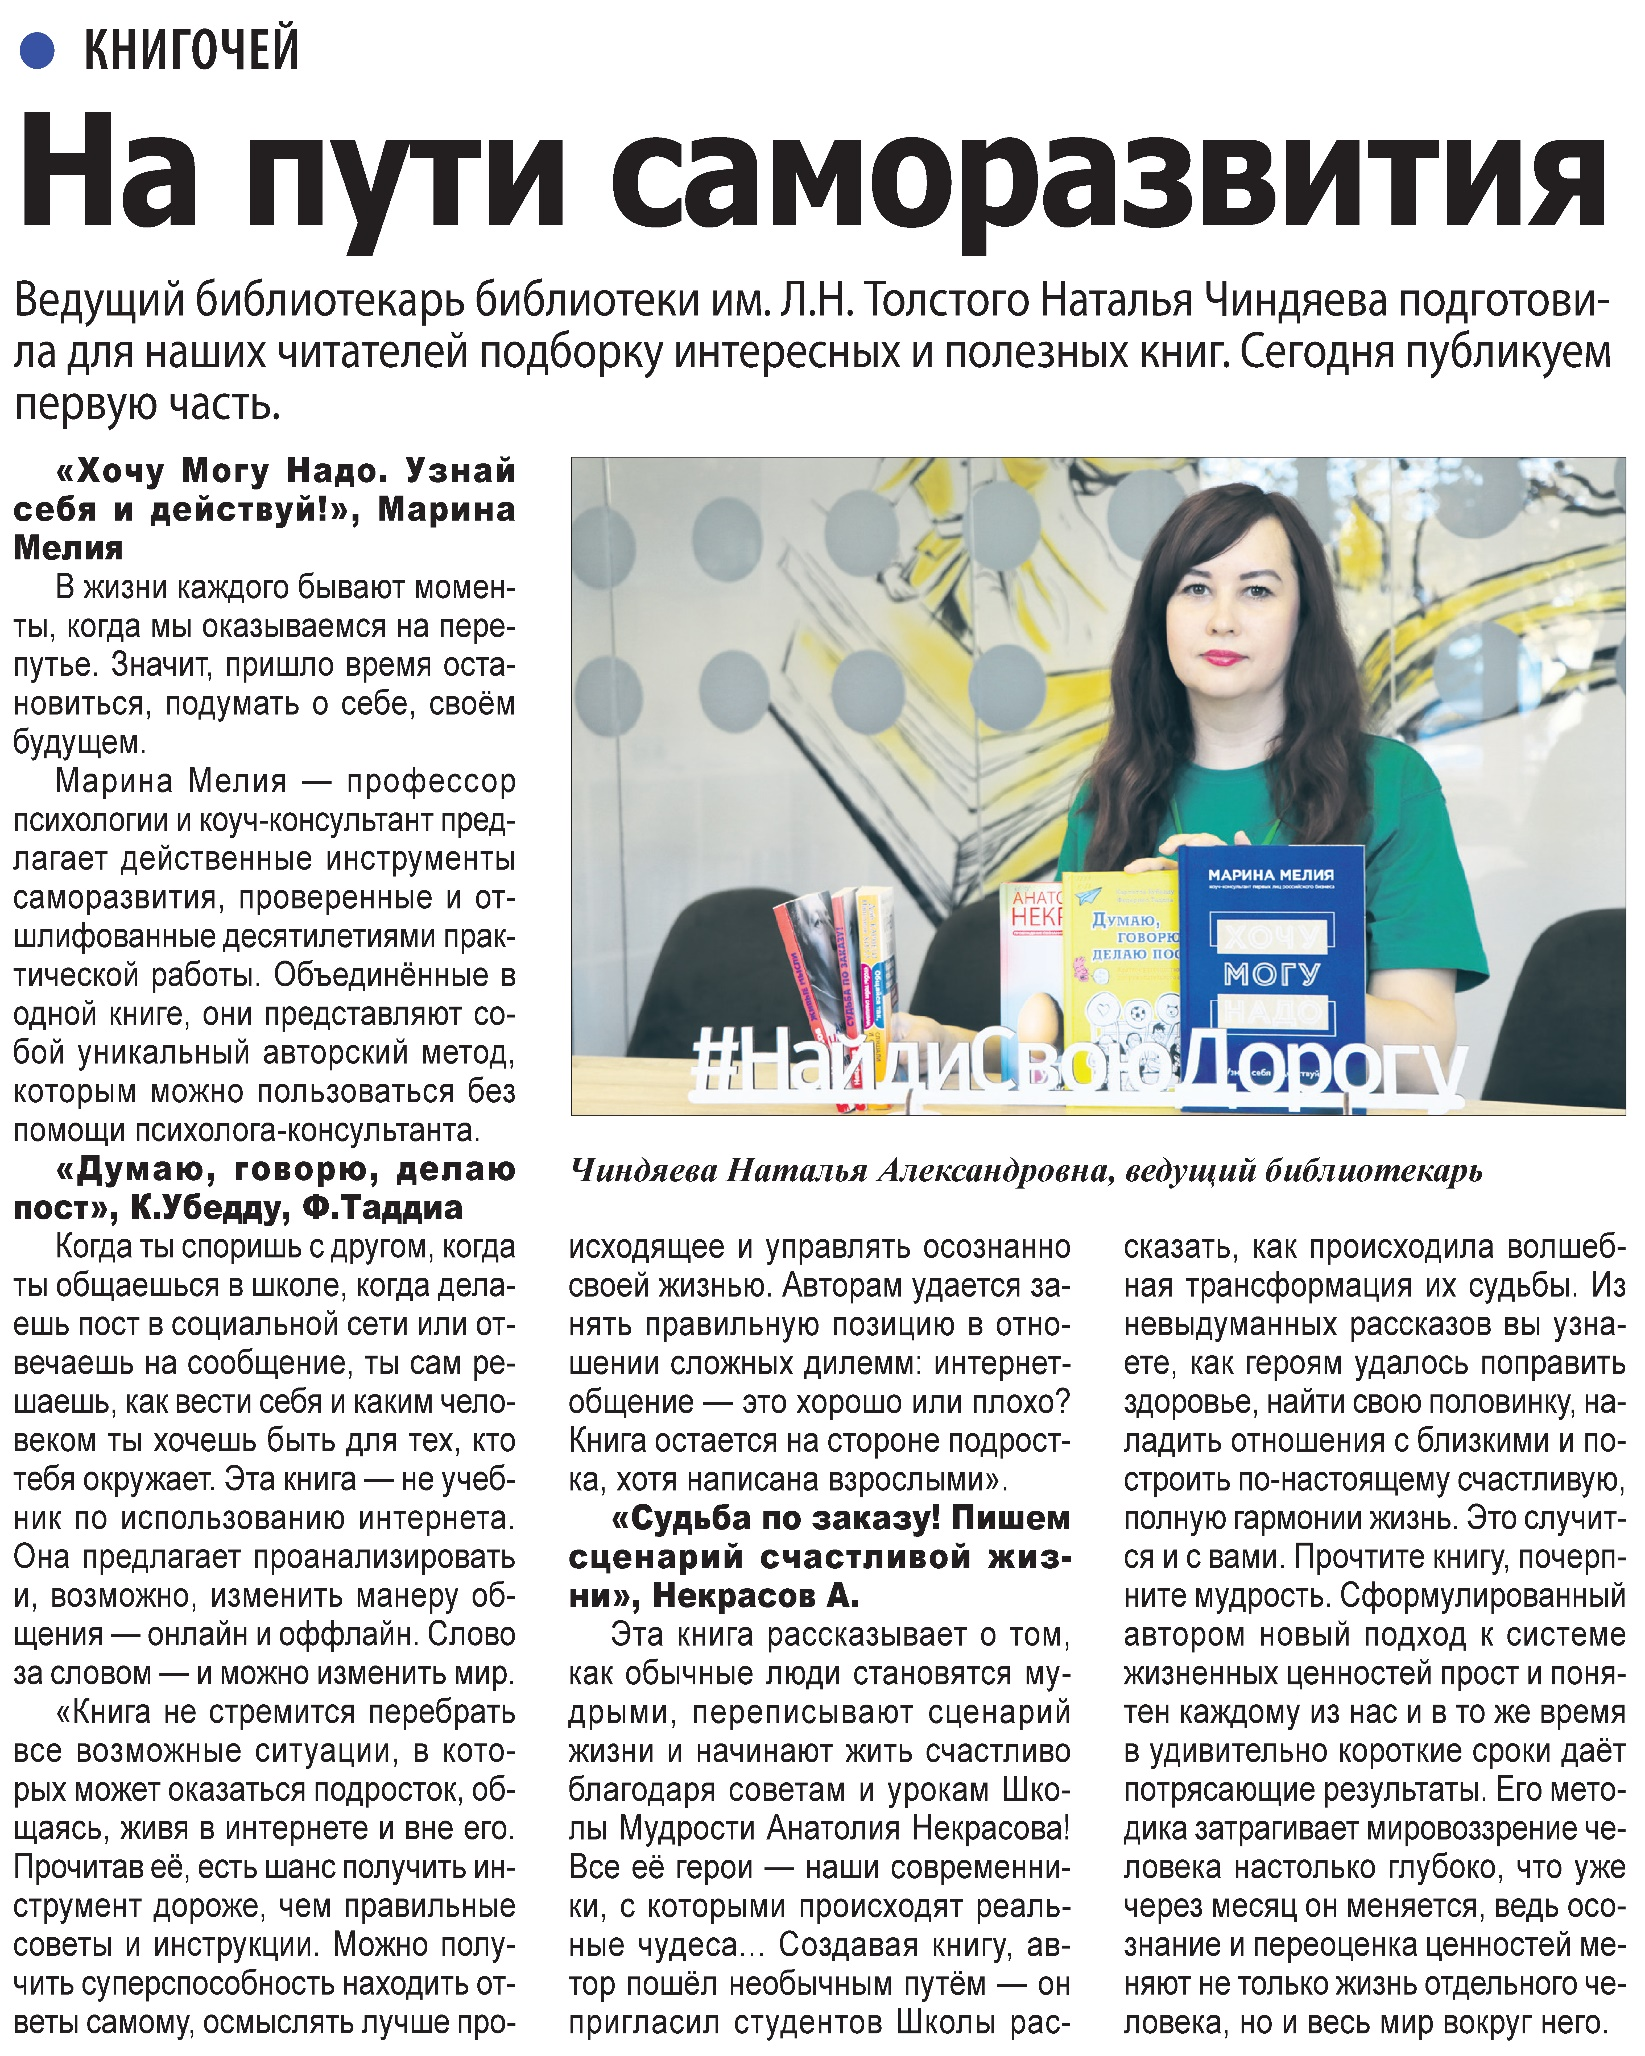 КНИГОЧЕЙ
На пути саморазвития
Ведущий библиотекарь библиотеки им. Л.Н. Толстого Наталья Чиндяева подготови-
ла для наших читателей подборку интересных и полезных книг. Сегодня публикуем
первую часть.
«Хочу Могу Надо. Узнай
себя и действуй!», Марина
Мелия
В жизни каждого бывают момен-
ты, когда мы оказываемся на пере-
путье. Значит, пришло время оста-
новиться, подумать о себе, своём
будущем.
Марина Мелия — профессор
психологии и коуч-консультант пред-
лагает действенные инструменты
саморазвития, проверенные и от-
шлифованные десятилетиями прак-
тической работы. Объединённые в
одной книге, они представляют со-
бой уникальный авторский метод,
которым можно пользоваться без
помощи психолога-консультанта.
«Думаю, говорю, делаю
пост», К.Убедду, Ф.Таддиа
Когда ты споришь с другом, когда
ты общаешься в школе, когда дела-
ешь пост в социальной сети или от-
вечаешь на сообщение, ты сам ре-
шаешь, как вести себя и каким чело-
веком ты хочешь быть для тех, кто
тебя окружает. Эта книга — не учеб-
ник по использованию интернета.
Она предлагает проанализировать
и, возможно, изменить манеру об-
щения — онлайн и оффлайн. Слово
за словом — и можно изменить мир.
«Книга не стремится перебрать
все возможные ситуации, в кото-
рых может оказаться подросток, об-
щаясь, живя в интернете и вне его.
Прочитав её, есть шанс получить ин-
струмент дороже, чем правильные
советы и инструкции. Можно полу-
чить суперспособность находить от-
веты самому, осмыслять лучше про-
МАРИНА МЕЛИЯ
коуч-консультант первых лиц российского бизнеса
ХОЧУ
МОГУ
НАДО
АНАТО
НЕКР
ДУМАЮ,
ГОВОРЮ
ДЕЛАЮ ПОС
СУДЬБА ПО ЗАКАЗУ!
#НайдиСвоюДорогу
Чиндяева Наталья Александровна, ведущий библиотекарь
исходящее и управлять осознанно
своей жизнью. Авторам удается за-
нять правильную позицию в отно-
шении сложных дилемм: интернет-
общение — это хорошо или плохо?
Книга остается на стороне подрост-
ка, хотя написана взрослыми».
«Судьба по заказу! Пишем
сценарий счастливой жиз-
ни», Некрасов А.
Эта книга рассказывает о том,
как обычные люди становятся му-
дрыми, переписывают сценарий
жизни и начинают жить счастливо
благодаря советам и урокам Шко-
лы Мудрости Анатолия Некрасова!
Все её герои — наши современни-
ки, с которыми происходят реаль-
ные чудеса... Создавая книгу, ав-
тор пошёл необычным путём — он
пригласил студентов Школы рас-
сказать, как происходила волшеб-
ная трансформация их судьбы. Из
невыдуманных рассказов вы узна-
ете, как героям удалось поправить
здоровье, найти свою половинку, на-
ладить отношения с близкими и по-
строить по-настоящему счастливую,
полную гармонии жизнь. Это случит-
ся и с вами. Прочтите книгу, почерп-
ните мудрость. Сформулированный
автором новый подход к системе
жизненных ценностей прост и поня-
тен каждому из нас и в то же время
в удивительно короткие сроки даёт
потрясающие результаты. Его мето-
дика затрагивает мировоззрение че-
ловека настолько глубоко, что уже
через месяц он меняется, ведь осо-
знание и переоценка ценностей ме-
няют не только жизнь отдельного че-
ловека, но и весь мир вокруг него.